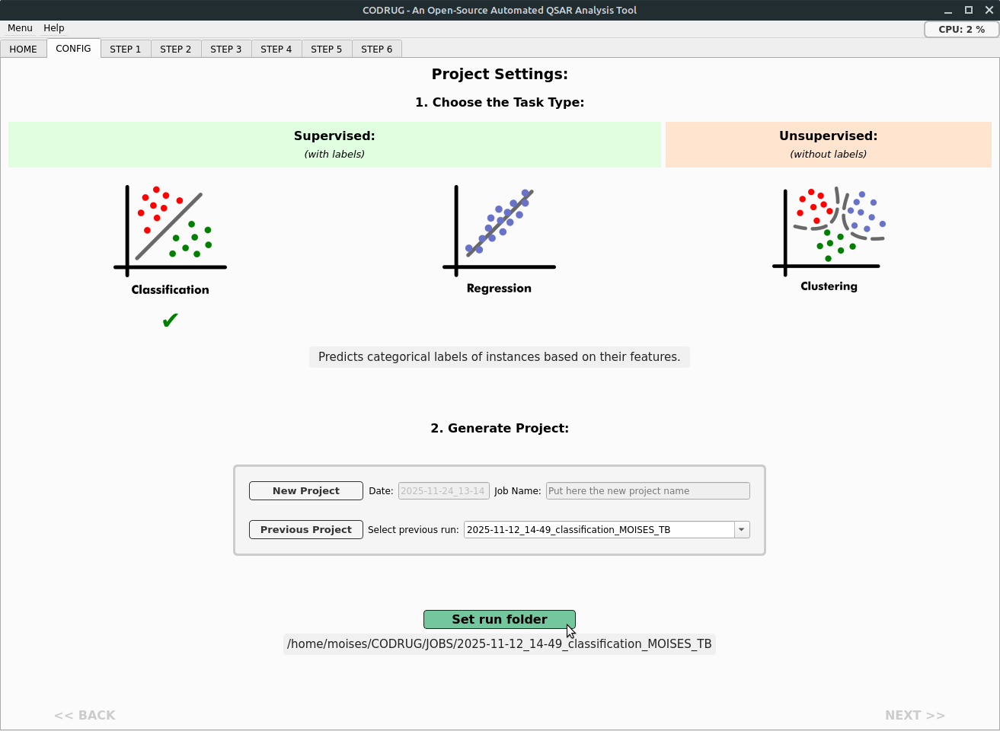 CODRUG - An Open-Source Automated QSAR Analysis Tool
Menu Help
CPU: 2 %
HOME CONFIG STEP 1 STEP 2 STEP 3 STEP 4 STEP 5 STEP 6
Project Settings:
1. Choose the Task Type:
Supervised:
(with labels)
Unsupervised:
(without labels)
Classification
Regression
Clustering
Predicts categorical labels of instances based on their features.
2. Generate Project:
New Project Date: 2025-11-24_13-14 Job Name: Put here the new project name
Previous Project Select previous run: 2025-11-12_14-49_classification_MOISES_TB
Set run folder
/home/moises/CODRUG/JOBS/2025-11-12_14-49_classification_MOISES_TB
<< BACK NEXT >>